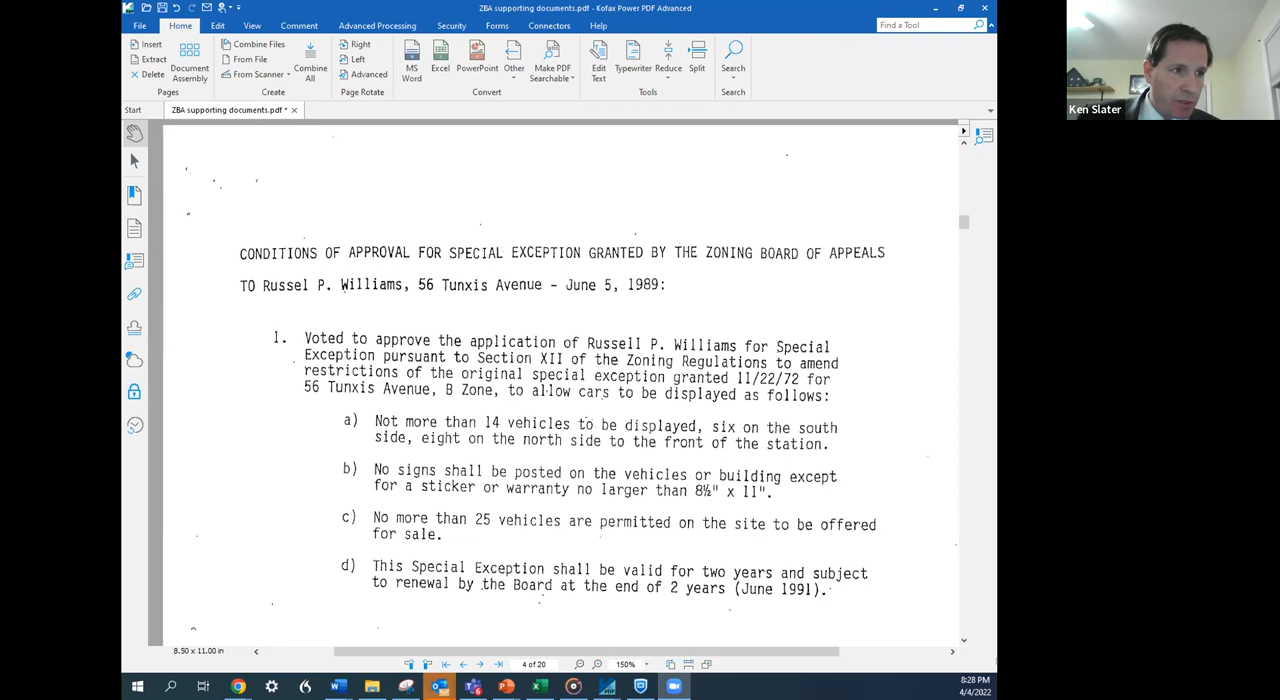 ZBA supporting documents.pdf - Kofax Power PDF Advanced
File Home Edit View Comment Advanced Processing Security Forms Connectors Help
Find a Tool
Insert
Extract
Delete
Document Assembly
Pages
Combine Files
From File
From Scanner
Combine All
Create
Right
Left
Advanced
Page Rotate
MS Word
Excel
PowerPoint
Other
Make PDF Searchable
Convert
Edit Text
Typewriter
Reduce
Split
Tools
Search
Search
Start
ZBA supporting documents.pdf *
Ken Slater
CONDITIONS OF APPROVAL FOR SPECIAL EXCEPTION GRANTED BY THE ZONING BOARD OF APPEALS
TO Russel P. Williams, 56 Tunxis Avenue - June 5, 1989:
1. Voted to approve the application of Russell P. Williams for Special
Exception pursuant to Section XII of the Zoning Regulations to amend
restrictions of the original special exception granted 11/22/72 for
56 Tunxis Avenue, B Zone, to allow cars to be displayed as follows:
a) Not more than 14 vehicles to be displayed, six on the south
side, eight on the north side to the front of the station.
b) No signs shall be posted on the vehicles or building except
for a sticker or warranty no larger than 8½" x 11".
c) No more than 25 vehicles are permitted on the site to be offered
for sale.
d) This Special Exception shall be valid for two years and subject
to renewal by the Board at the end of 2 years (June 1991).
8.50 x 11.00 in
4 of 20
150%
8:28 PM
4/4/2022